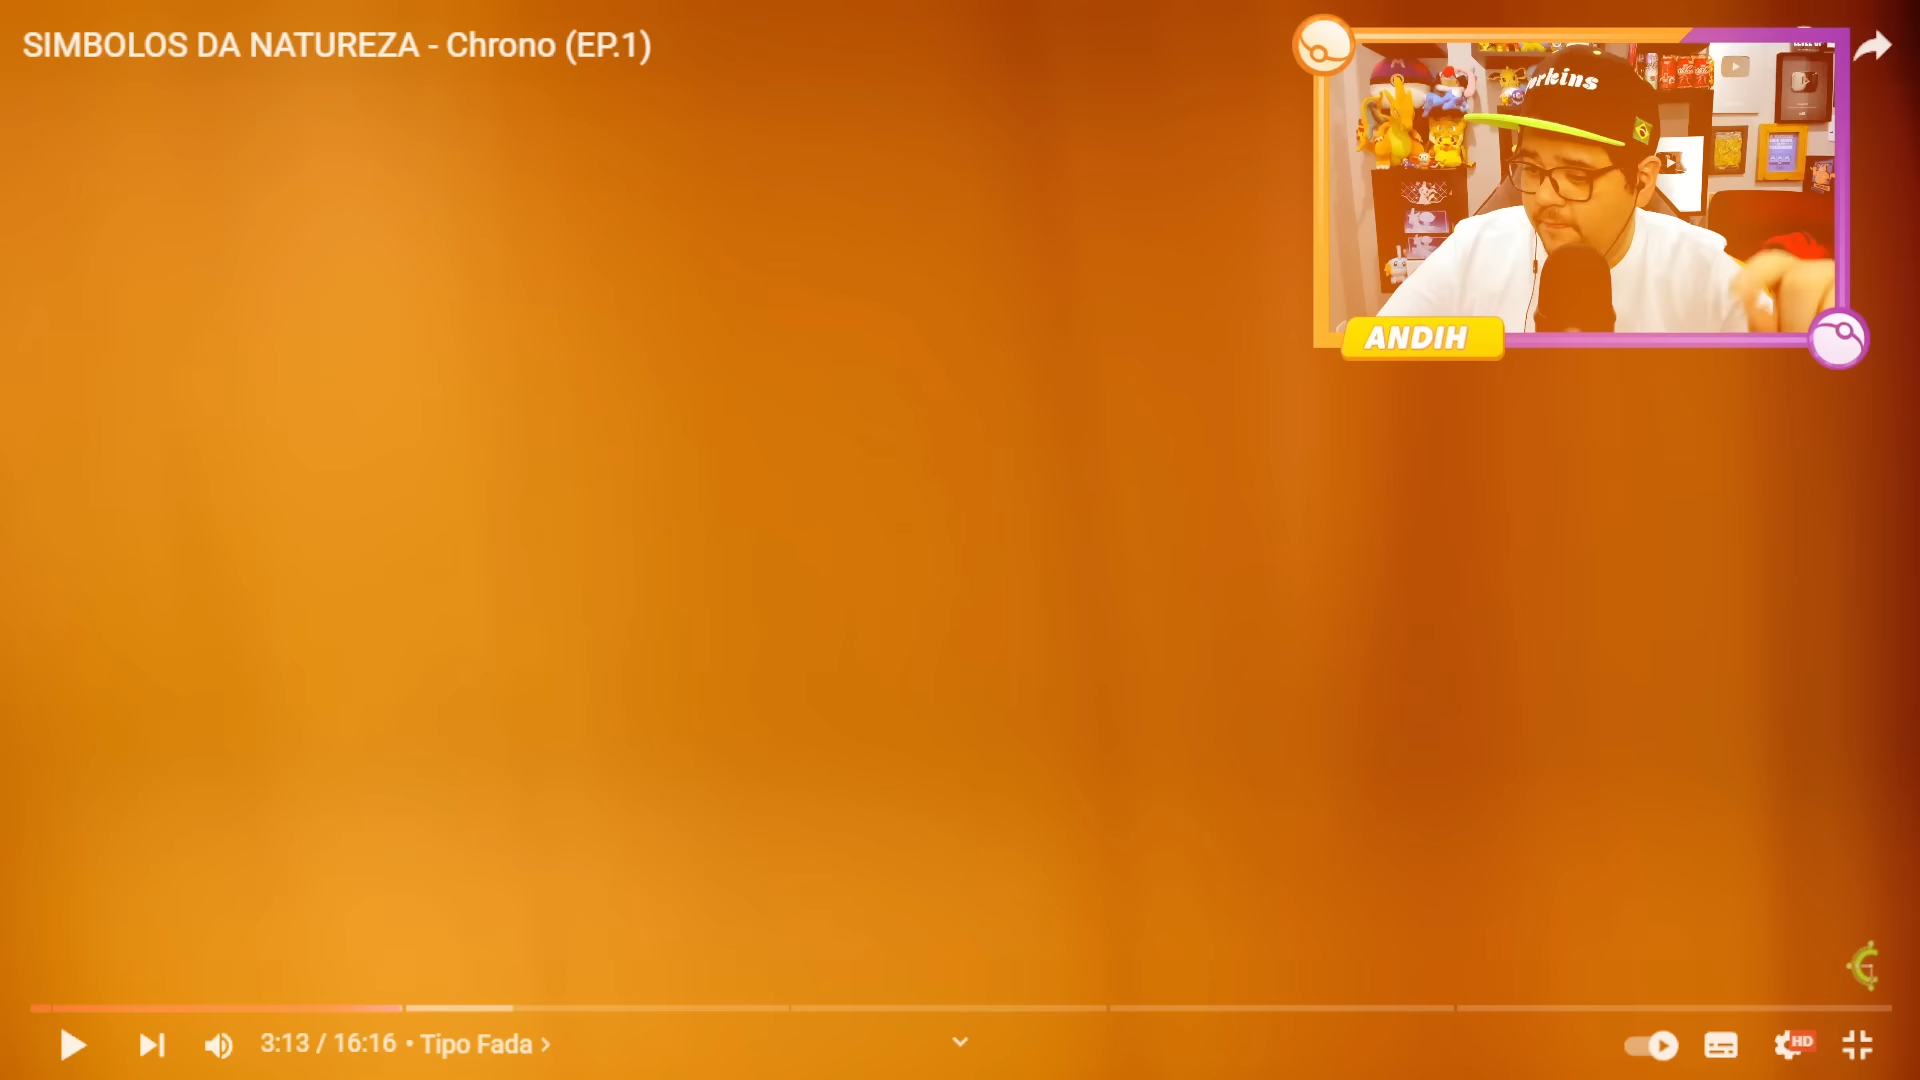 SIMBOLOS DA NATUREZA - Chrono (EP.1)
ANDIH
3:13 / 16:16 • Tipo Fada
HD